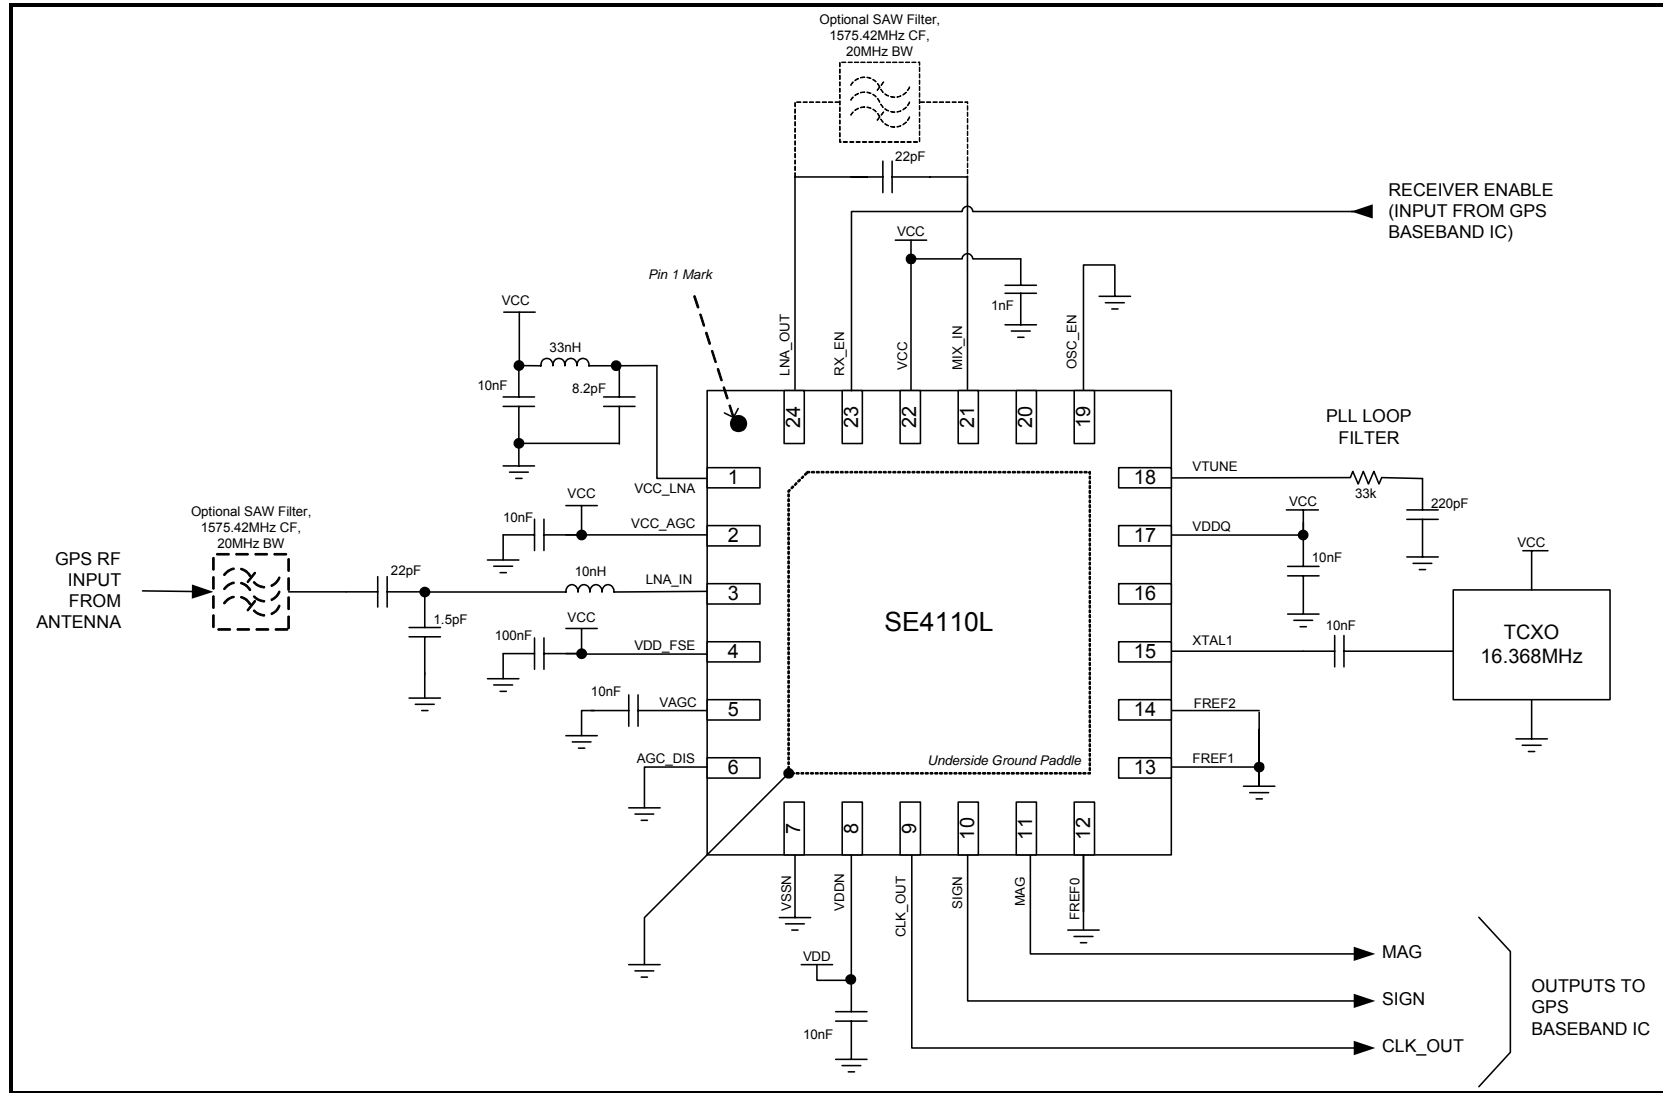 Optional SAW Filter,
1575.42MHz CF,
20MHz BW
22pF
RECEIVER ENABLE
(INPUT FROM GPS
BASEBAND IC)
VCC
1nF
Pin 1 Mark
VCC
33nH
10nF
8.2pF
LNA_OUT
RX_EN
VCC
MIX_IN
OSC_EN
24
23
22
21
20
19
PLL LOOP
FILTER
1
VCC_LNA
18
VTUNE
33k
220pF
VCC
10nF
VCC_AGC
2
17
VDDQ
VCC
10nF
Optional SAW Filter,
1575.42MHz CF,
20MHz BW
GPS RF
INPUT
FROM
ANTENNA
22pF
1.5pF
10nH
LNA_IN
3
16
VCC
100nF
VDD_FSE
4
SE4110L
15
XTAL1
10nF
VCC
TCXO
16.368MHz
10nF
VAGC
5
14
FREF2
AGC_DIS
6
Underside Ground Paddle
13
FREF1
7
8
9
10
11
12
VSSN
VDDN
CLK_OUT
SIGN
MAG
FREF0
VDD
10nF
MAG
SIGN
CLK_OUT
OUTPUTS TO
GPS
BASEBAND IC